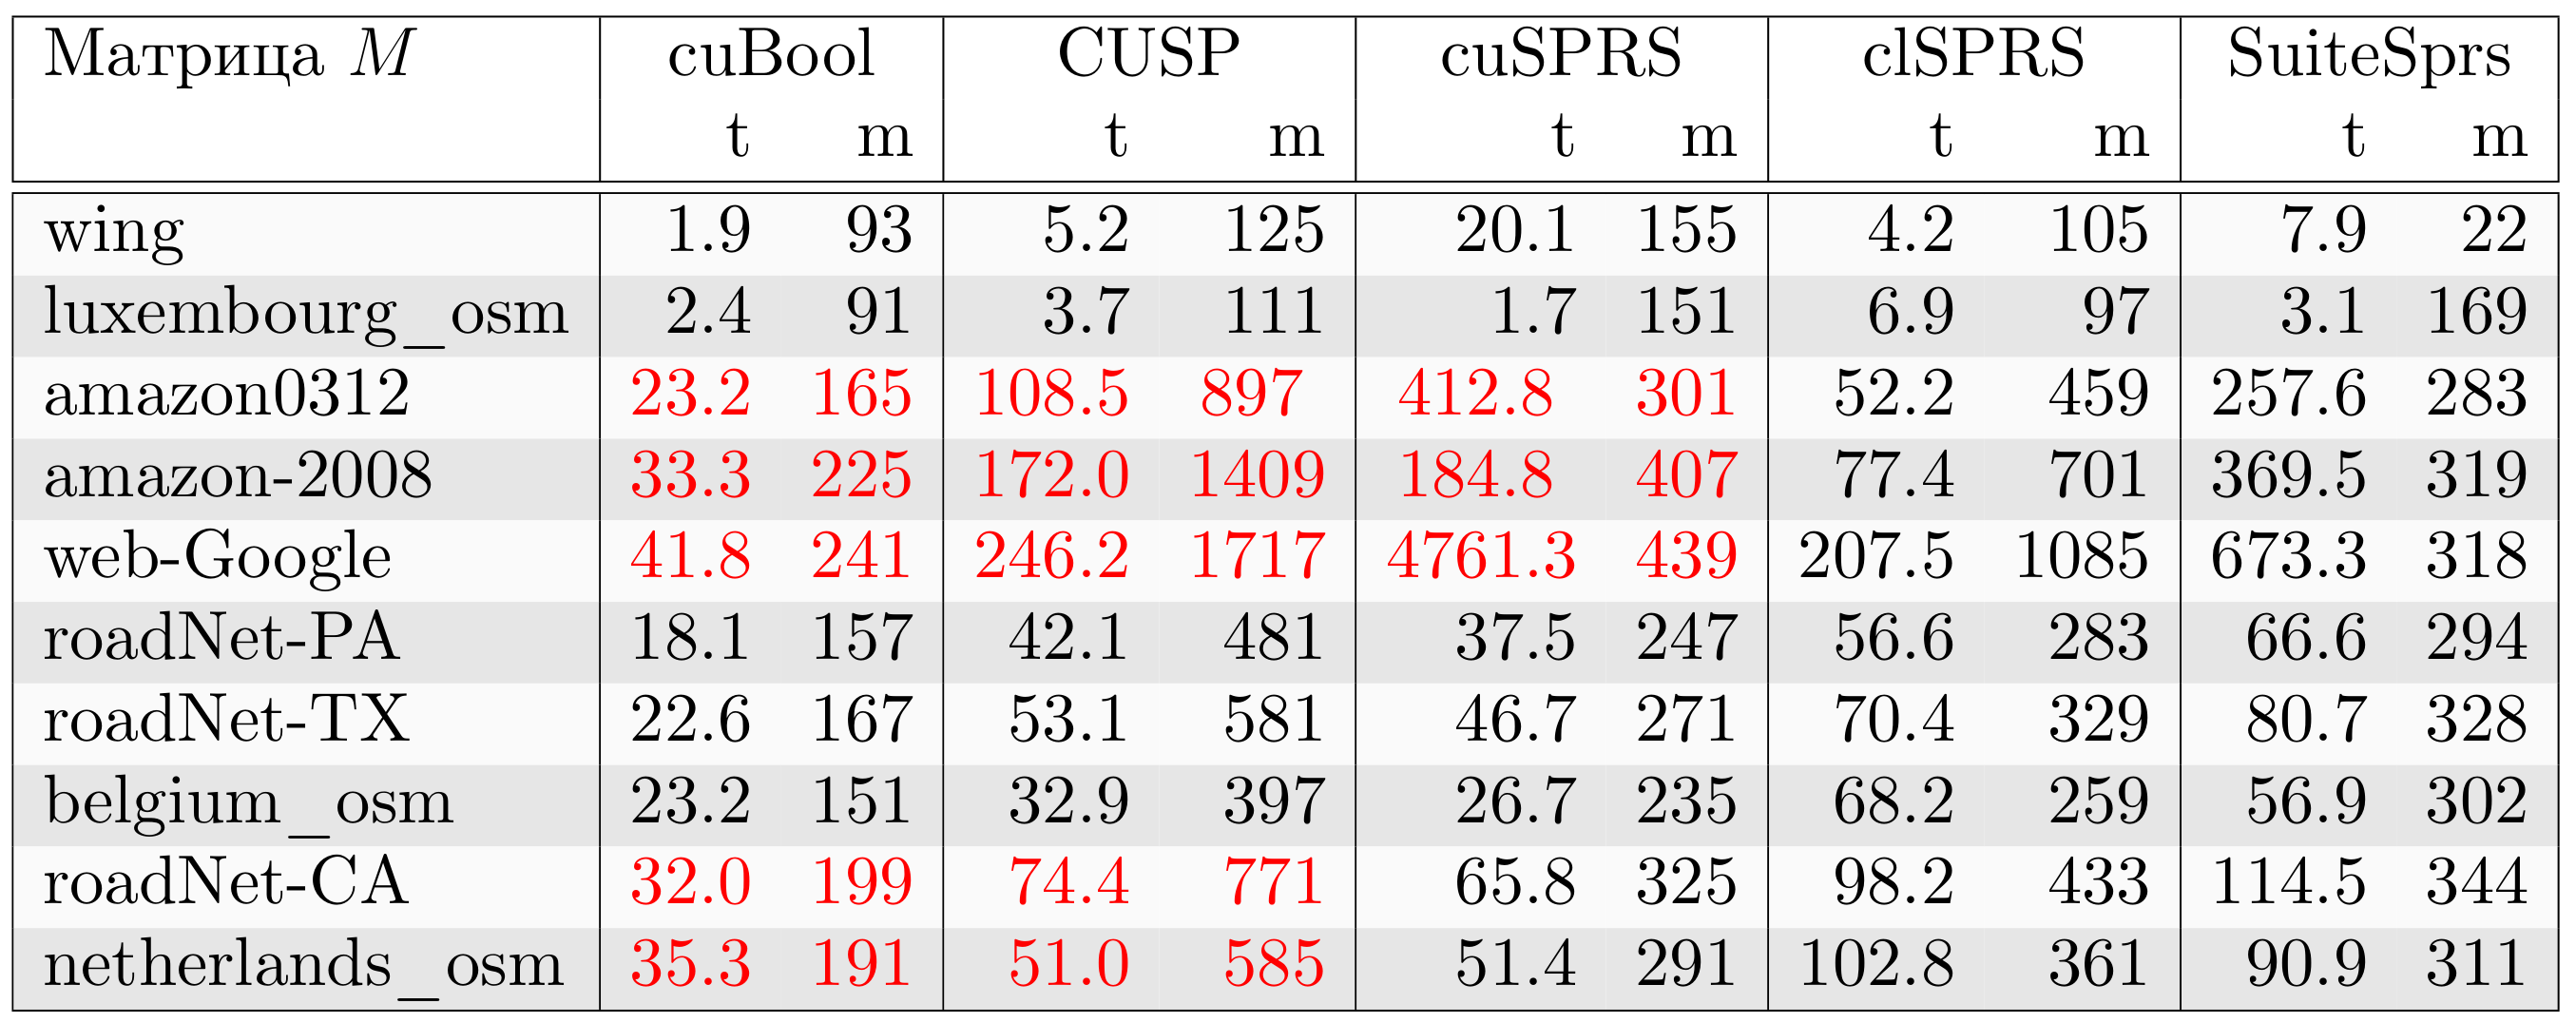 Матрица M cuBool CUSP cuSPRS clSPRS SuiteSprs
t m t m t m t m t m
wing 1.9 93 5.2 125 20.1 155 4.2 105 7.9 22
luxembourg_osm 2.4 91 3.7 111 1.7 151 6.9 97 3.1 169
amazon0312 23.2 165 108.5 897 412.8 301 52.2 459 257.6 283
amazon-2008 33.3 225 172.0 1409 184.8 407 77.4 701 369.5 319
web-Google 41.8 241 246.2 1717 4761.3 439 207.5 1085 673.3 318
roadNet-PA 18.1 157 42.1 481 37.5 247 56.6 283 66.6 294
roadNet-TX 22.6 167 53.1 581 46.7 271 70.4 329 80.7 328
belgium_osm 23.2 151 32.9 397 26.7 235 68.2 259 56.9 302
roadNet-CA 32.0 199 74.4 771 65.8 325 98.2 433 114.5 344
netherlands_osm 35.3 191 51.0 585 51.4 291 102.8 361 90.9 311